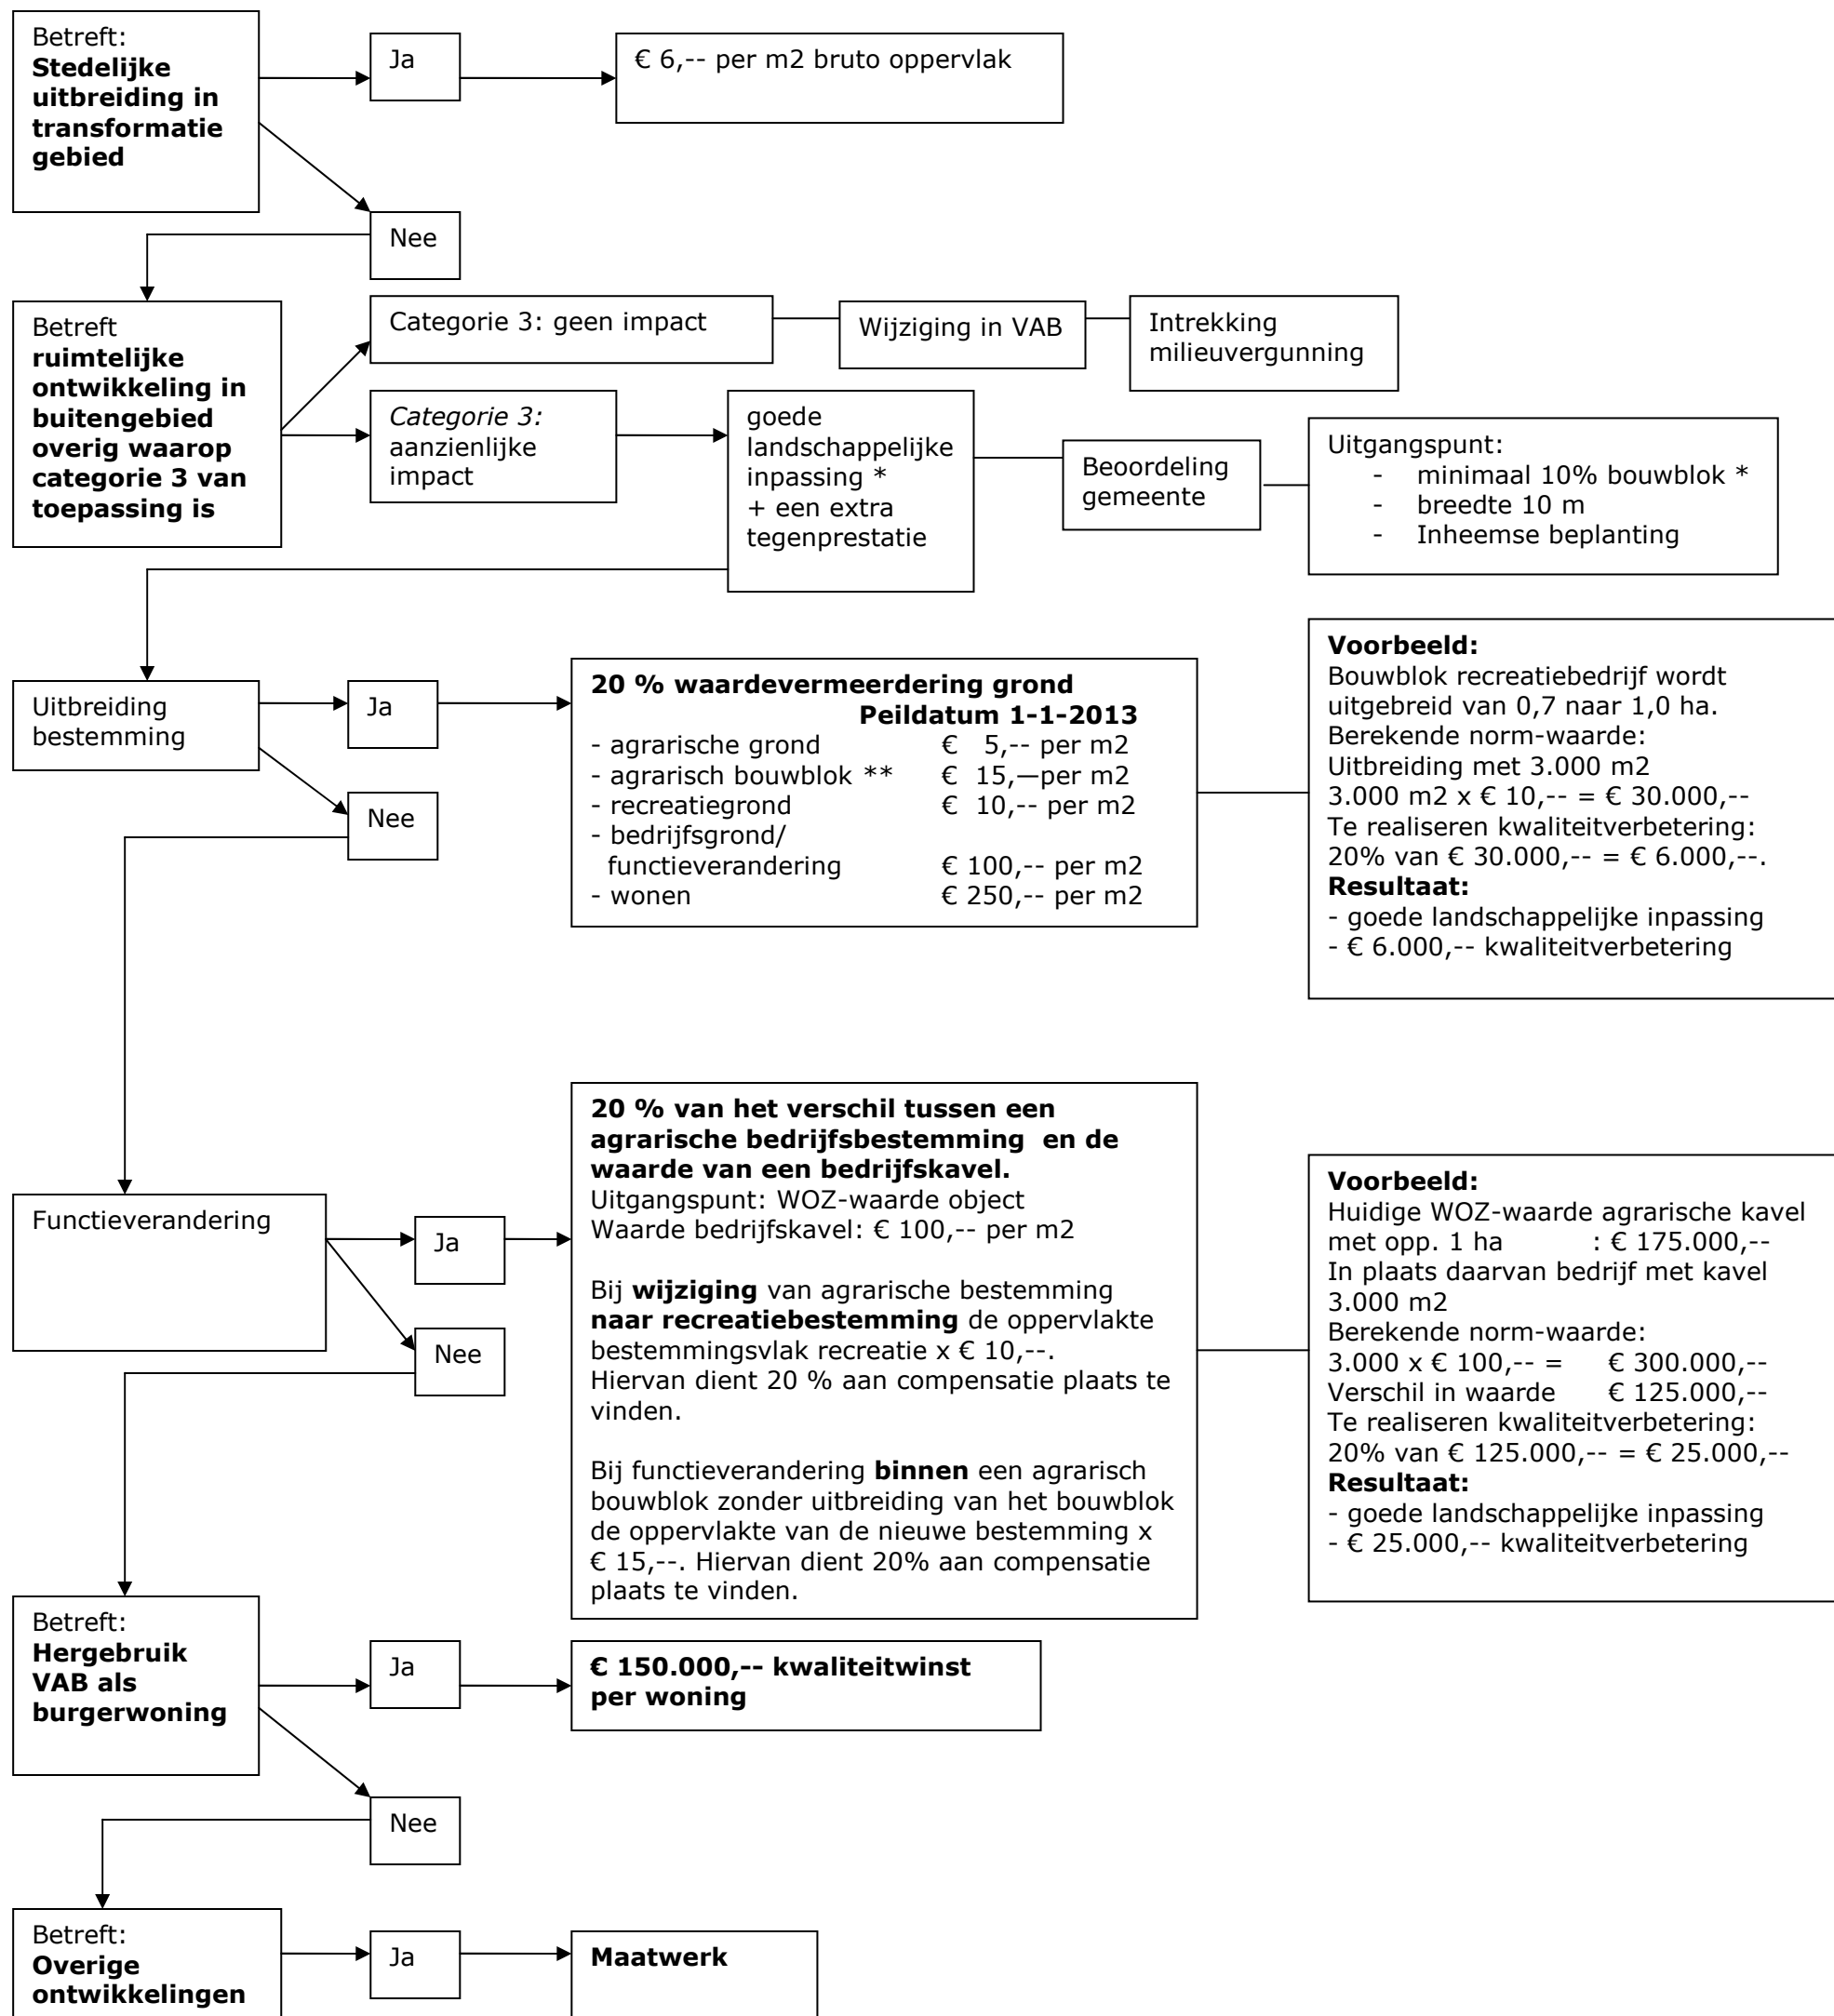 Betreft:
Stedelijke
uitbreiding in
transformatie
gebied
Ja
€ 6,-- per m2 bruto oppervlak
Nee
Betreft
ruimtelijke
ontwikkeling in
buitengebied
overig waarop
categorie 3 van
toepassing is
Categorie 3: geen impact
Wijziging in VAB
Intrekking
milieuvergunning
Categorie 3:
aanzienlijke
impact
goede
landschappelijke
inpassing *
+ een extra
tegenprestatie
Beoordeling
gemeente
Uitgangspunt:
- minimaal 10% bouwblok *
- breedte 10 m
- Inheemse beplanting
Uitbreiding
bestemming
Ja
Nee
20 % waardevermeerdering grond
Peildatum 1-1-2013
- agrarische grond € 5,-- per m2
- agrarisch bouwblok ** € 15,—per m2
- recreatiegrond € 10,-- per m2
- bedrijfsgrond/
functieverandering € 100,-- per m2
- wonen € 250,-- per m2
Voorbeeld:
Bouwblok recreatiebedrijf wordt
uitgebreid van 0,7 naar 1,0 ha.
Berekende norm-waarde:
Uitbreiding met 3.000 m2
3.000 m2 x € 10,-- = € 30.000,--
Te realiseren kwaliteitverbetering:
20% van € 30.000,-- = € 6.000,--.
Resultaat:
- goede landschappelijke inpassing
- € 6.000,-- kwaliteitverbetering
Functieverandering
Ja
Nee
20 % van het verschil tussen een
agrarische bedrijfsbestemming en de
waarde van een bedrijfskavel.
Uitgangspunt: WOZ-waarde object
Waarde bedrijfskavel: € 100,-- per m2
Bij wijziging van agrarische bestemming
naar recreatiebestemming de oppervlakte
bestemmingsvlak recreatie x € 10,--.
Hiervan dient 20 % aan compensatie plaats te
vinden.
Bij functieverandering binnen een agrarisch
bouwblok zonder uitbreiding van het bouwblok
de oppervlakte van de nieuwe bestemming x
€ 15,--. Hiervan dient 20% aan compensatie
plaats te vinden.
Voorbeeld:
Huidige WOZ-waarde agrarische kavel
met opp. 1 ha : € 175.000,--
In plaats daarvan bedrijf met kavel
3.000 m2
Berekende norm-waarde:
3.000 x € 100,-- = € 300.000,--
Verschil in waarde € 125.000,--
Te realiseren kwaliteitverbetering:
20% van € 125.000,-- = € 25.000,--
Resultaat:
- goede landschappelijke inpassing
- € 25.000,-- kwaliteitverbetering
Betreft:
Hergebruik
VAB als
burgerwoning
Ja
€ 150.000,-- kwaliteitwinst
per woning
Nee
Betreft:
Overige
ontwikkelingen
Ja
Maatwerk